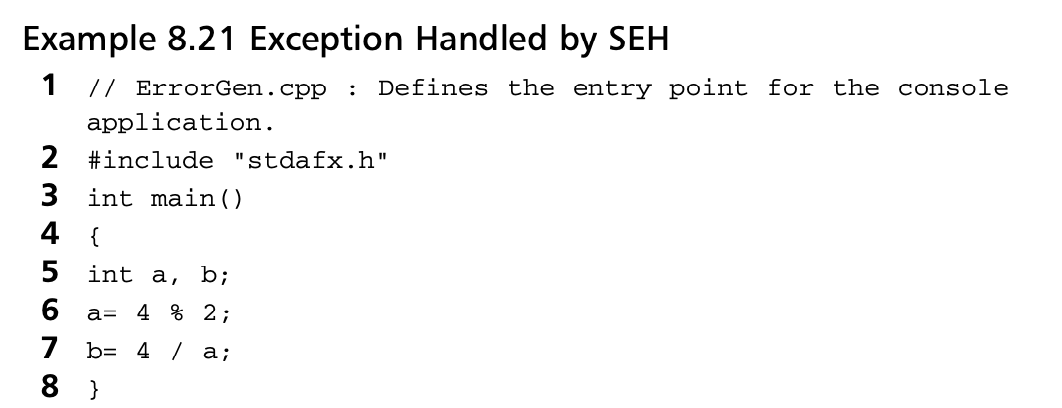 Example 8.21 Exception Handled by SEH
1 // ErrorGen.cpp : Defines the entry point for the console
application.
2 #include "stdafx.h"
3 int main()
4 {
5 int a, b;
6 a= 4 % 2;
7 b= 4 / a;
8 }